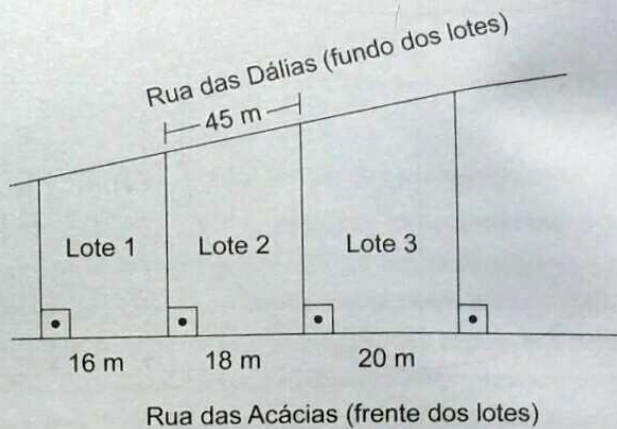 Rua das Dálias (fundo dos lotes)
45 m
Lote 1 Lote 2 Lote 3
16 m 18 m 20 m
Rua das Acácias (frente dos lotes)